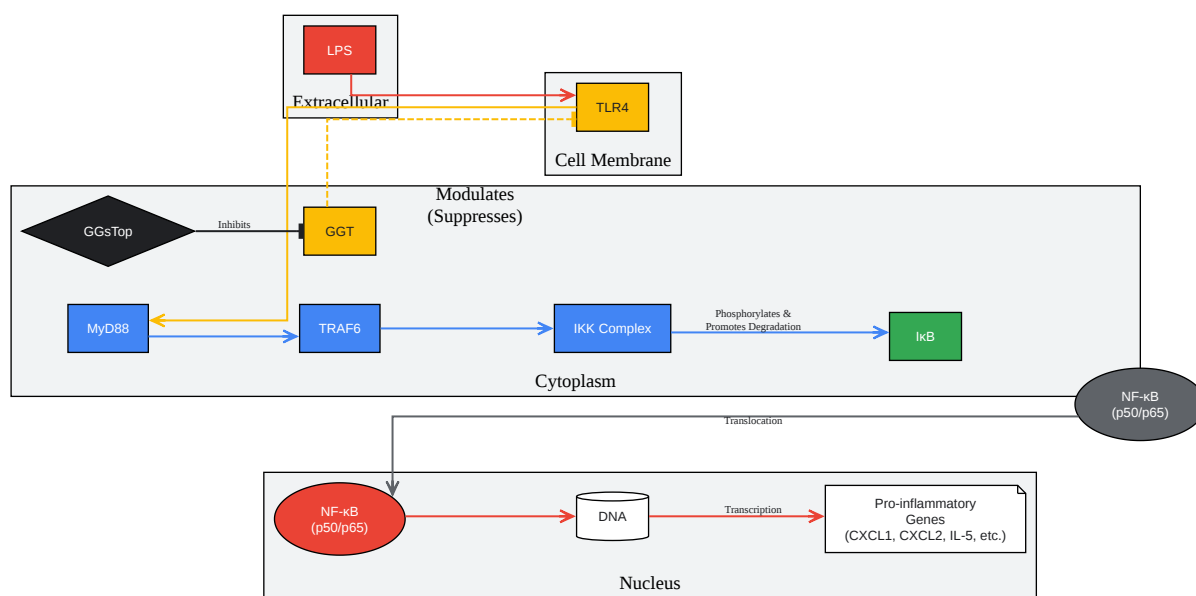 LPS
Extracellular
TLR4
Cell Membrane
Modulates
(Suppresses)
GGsTop
Inhibits
GGT
MyD88
TRAF6
IKK Complex
Phosphorylates &
Promotes Degradation
IκB
Cytoplasm
NF-κB
(p50/p65)
Translocation
NF-κB
(p50/p65)
DNA
Transcription
Pro-inflammatory
Genes
(CXCL1, CXCL2, IL-5, etc.)
Nucleus